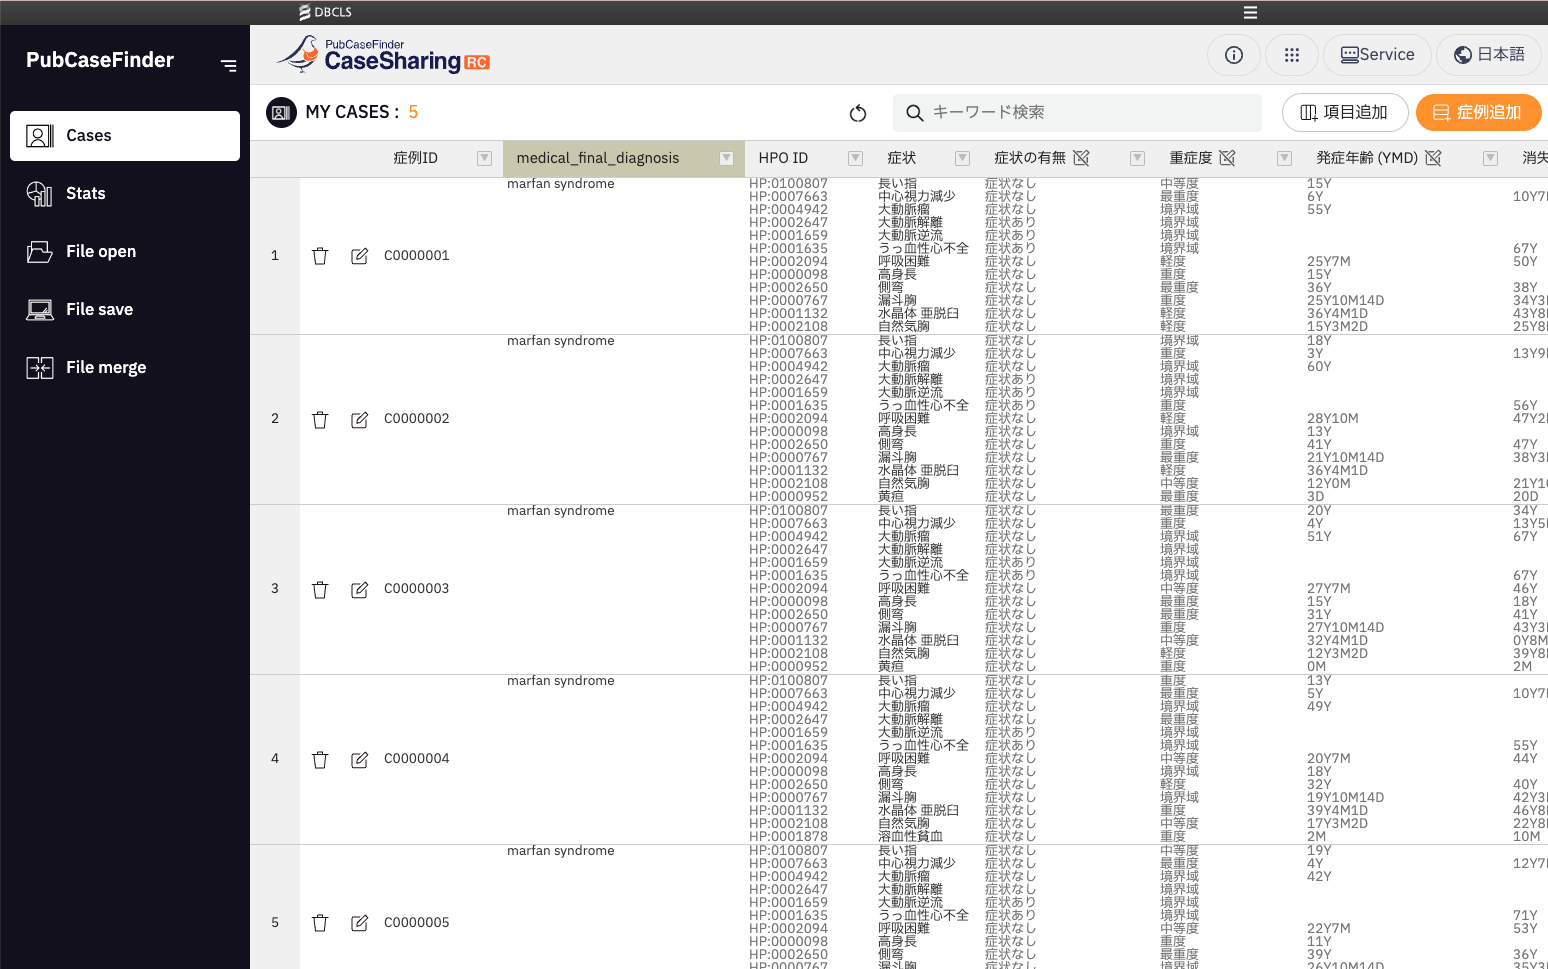 DBCLS
PubCaseFinder
PubCaseFinder
CaseSharing RC
Service
日本語
Cases
Stats
File open
File save
File merge
MY CASES : 5
キーワード検索
項目追加
症例追加
症例ID medical_final_diagnosis HPO ID 症状 症状の有無 重症度 発症年齢 (YMD) 消失
1 C0000001
marfan syndrome
HP:0100807 長い指 症状なし 中等度 15Y
HP:0007663 中心視力減少 症状なし 最重度 6Y 10Y7
HP:0004942 大動脈瘤 症状なし 境界域 55Y
HP:0002647 大動脈解離 症状あり 境界域
HP:0001659 大動脈逆流 症状あり 境界域
HP:0001635 うっ血性心不全 症状なし 境界域 67Y
HP:0002094 呼吸困難 症状なし 軽度 25Y7M 50Y
HP:0000098 高身長 症状なし 重度 15Y
HP:0002650 側弯 症状なし 最重度 36Y 38Y
HP:0000767 漏斗胸 症状なし 重度 25Y10M14D 34Y3
HP:0001132 水晶体 亜脱臼 症状なし 軽度 36Y4M1D 43Y8
HP:0002108 自然気胸 症状なし 軽度 15Y3M2D 25Y8
2 C0000002
marfan syndrome
HP:0100807 長い指 症状なし 境界域 18Y
HP:0007663 中心視力減少 症状なし 重度 3Y 13Y9
HP:0004942 大動脈瘤 症状なし 境界域 60Y
HP:0002647 大動脈解離 症状あり 境界域
HP:0001659 大動脈逆流 症状あり 境界域
HP:0001635 うっ血性心不全 症状あり 重度 56Y
HP:0002094 呼吸困難 症状なし 軽度 28Y10M 47Y2
HP:0000098 高身長 症状なし 境界域 13Y
HP:0002650 側弯 症状なし 重度 41Y 47Y
HP:0000767 漏斗胸 症状なし 最重度 21Y10M14D 38Y3
HP:0001132 水晶体 亜脱臼 症状なし 軽度 36Y4M1D
HP:0002108 自然気胸 症状なし 中等度 12Y0M 21Y1
HP:0000952 黄疸 症状なし 最重度 3D 20D
3 C0000003
marfan syndrome
HP:0100807 長い指 症状なし 最重度 20Y 34Y
HP:0007663 中心視力減少 症状なし 重度 4Y 13Y5
HP:0004942 大動脈瘤 症状なし 境界域 51Y 67Y
HP:0002647 大動脈解離 症状なし 境界域
HP:0001659 大動脈逆流 症状あり 境界域
HP:0001635 うっ血性心不全 症状あり 境界域 67Y
HP:0002094 呼吸困難 症状なし 中等度 27Y7M 46Y
HP:0000098 高身長 症状なし 最重度 15Y 18Y
HP:0002650 側弯 症状なし 最重度 31Y 41Y
HP:0000767 漏斗胸 症状なし 重度 27Y10M14D 43Y3
HP:0001132 水晶体 亜脱臼 症状なし 中等度 32Y4M1D 0Y8M
HP:0002108 自然気胸 症状なし 軽度 12Y3M2D 39Y8
HP:0000952 黄疸 症状なし 重度 0M 2M
4 C0000004
marfan syndrome
HP:0100807 長い指 症状なし 重度 13Y
HP:0007663 中心視力減少 症状なし 最重度 5Y 10Y7
HP:0004942 大動脈瘤 症状なし 境界域 49Y
HP:0002647 大動脈解離 症状なし 最重度
HP:0001659 大動脈逆流 症状あり 境界域
HP:0001635 うっ血性心不全 症状あり 境界域 55Y
HP:0002094 呼吸困難 症状なし 中等度 20Y7M 44Y
HP:0000098 高身長 症状なし 境界域 18Y
HP:0002650 側弯 症状なし 軽度 32Y 40Y
HP:0000767 漏斗胸 症状なし 境界域 19Y10M14D 42Y3
HP:0001132 水晶体 亜脱臼 症状なし 重度 39Y4M1D 46Y8
HP:0002108 自然気胸 症状なし 中等度 17Y3M2D 22Y8
HP:0001878 溶血性貧血 症状なし 重度 2M 10M
5 C0000005
marfan syndrome
HP:0100807 長い指 症状なし 中等度 19Y
HP:0007663 中心視力減少 症状なし 最重度 4Y 12Y7
HP:0004942 大動脈瘤 症状なし 境界域 42Y
HP:0002647 大動脈解離 症状なし 境界域
HP:0001659 大動脈逆流 症状あり 境界域
HP:0001635 うっ血性心不全 症状あり 境界域 71Y
HP:0002094 呼吸困難 症状なし 中等度 22Y7M 53Y
HP:0000098 高身長 症状なし 重度 11Y
HP:0002650 側弯 症状なし 最重度 39Y 36Y
HP:0000767 漏斗胸 症状なし 境界域 26Y10M14D 35Y3